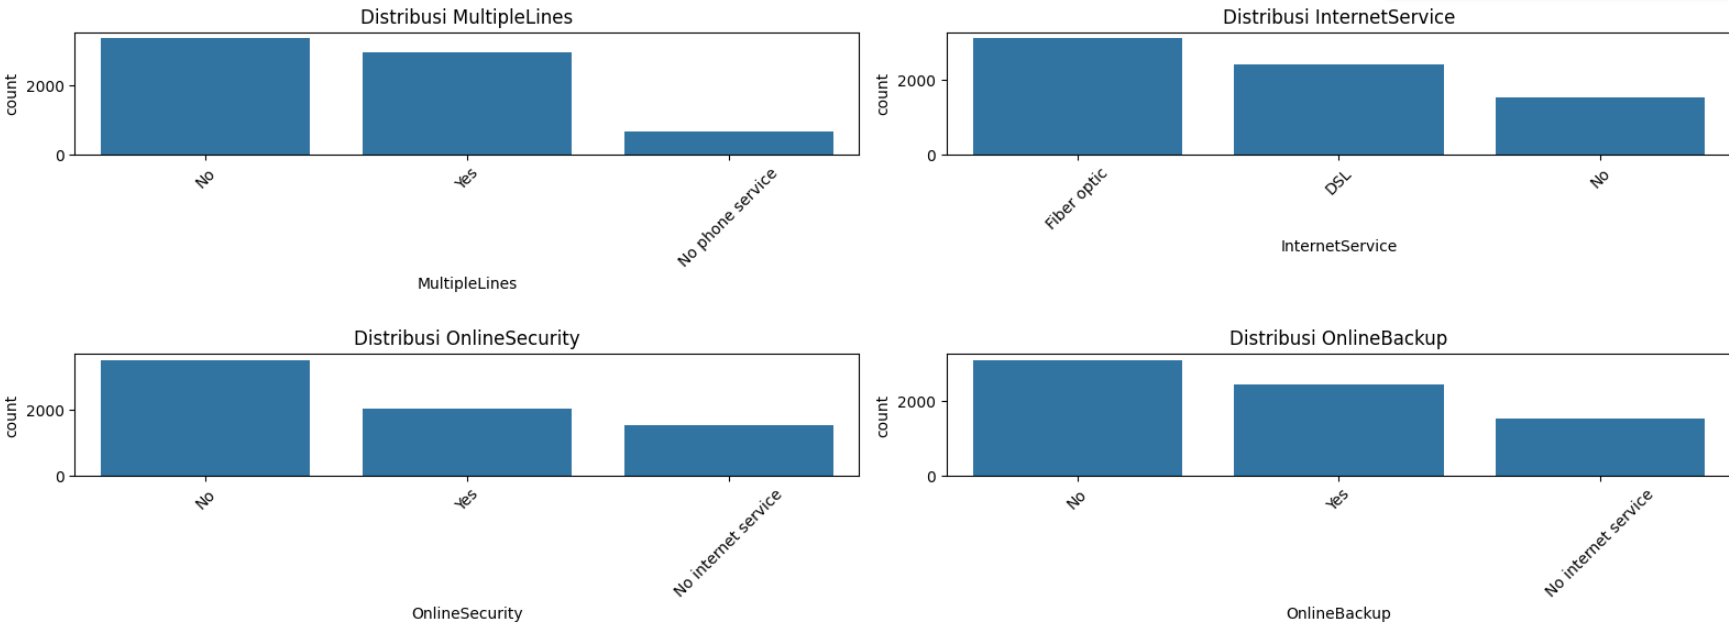 Distribusi MultipleLines
count
2000
0
No
Yes
No phone service
MultipleLines
Distribusi InternetService
count
2000
0
Fiber optic
DSL
No
InternetService
Distribusi OnlineSecurity
count
2000
0
No
Yes
No internet service
OnlineSecurity
Distribusi OnlineBackup
count
2000
0
No
Yes
No internet service
OnlineBackup